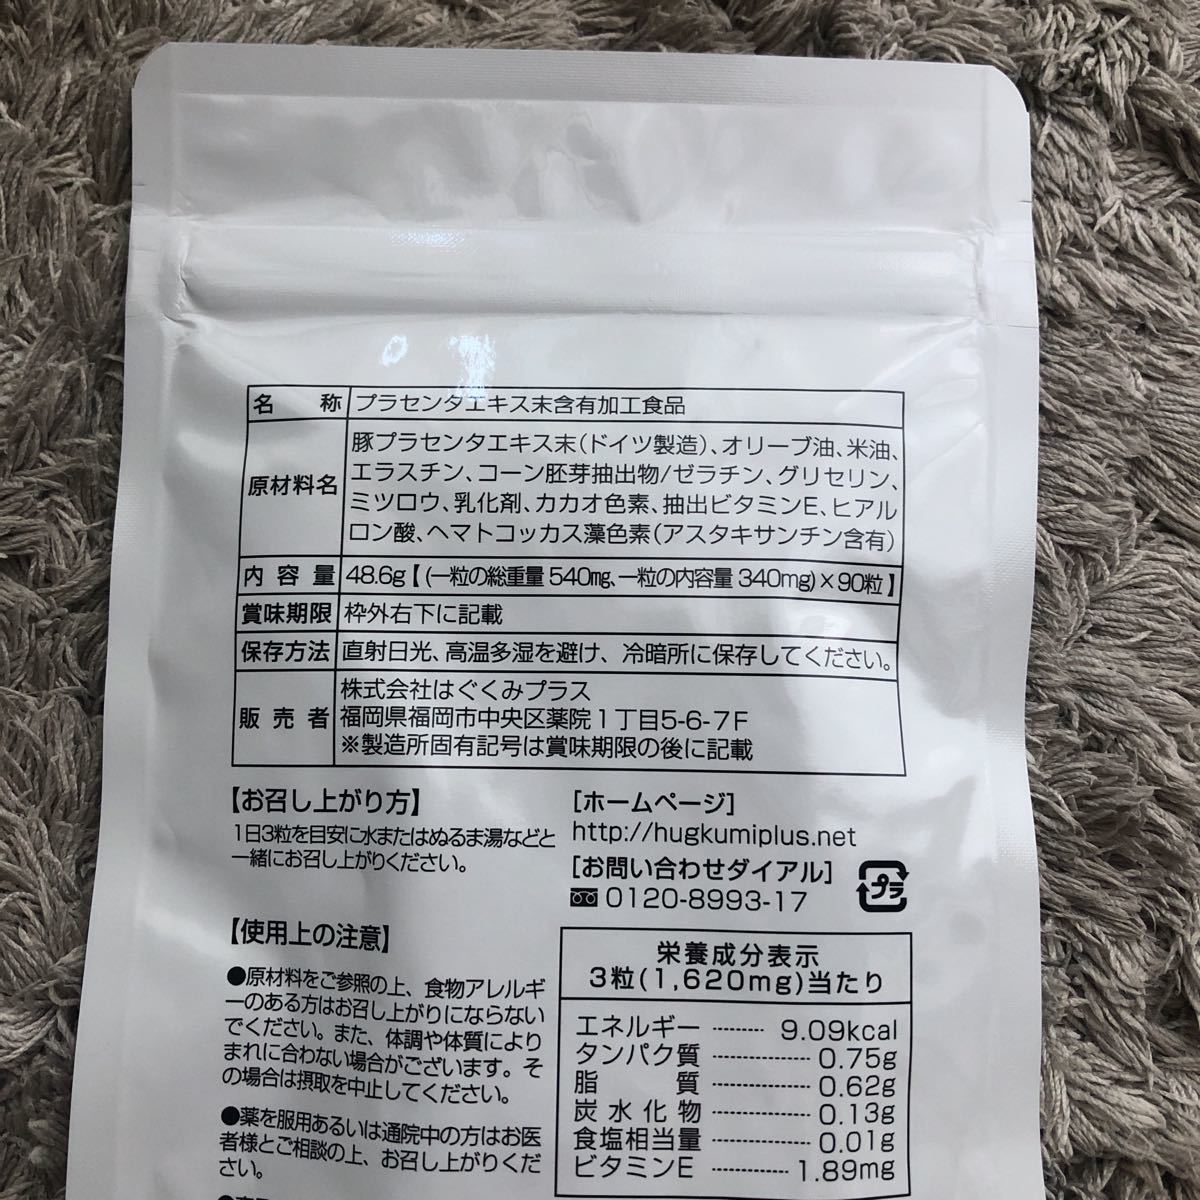 名称 プラセンタエキス末含有加工食品
原材料名 豚プラセンタエキス末(ドイツ製造)、オリーブ油、米油、
エラスチン、コーン胚芽抽出物/ゼラチン、グリセリン、
ミツロウ、乳化剤、カカオ色素、抽出ビタミンE、ヒアル
ロン酸、ヘマトコッカス藻色素(アスタキサンチン含有)
内容量 48.6g【(一粒の総重量 540mg、一粒の内容量 340mg)×90粒】
賞味期限 枠外右下に記載
保存方法 直射日光、高温多湿を避け、冷暗所に保存してください。
販売者 株式会社はぐくみプラス
福岡県福岡市中央区薬院1丁目5-6-7F
※製造所固有記号は賞味期限の後に記載
【お召し上がり方】
1日3粒を目安に水またはぬるま湯などと
一緒にお召し上がりください。
[ホームページ]
http://hugkumiplus.net
[お問い合わせダイアル]
0120-8993-17
プラ
【使用上の注意】
●原材料をご参照の上、食物アレルギ
ーのある方はお召し上がりにならない
でください。また、体調や体質により
まれに合わない場合がございます。そ
の場合は摂取を中止してください。
●薬を服用あるいは通院中の方はお医
者様とご相談の上、お召し上がりくだ
さい。
栄養成分表示
3粒(1,620mg)当たり
エネルギー ---------- 9.09kcal
タンパク質 ---------- 0.75g
脂質 ---------- 0.62g
炭水化物 ---------- 0.13g
食塩相当量 ---------- 0.01g
ビタミンE ---------- 1.89mg